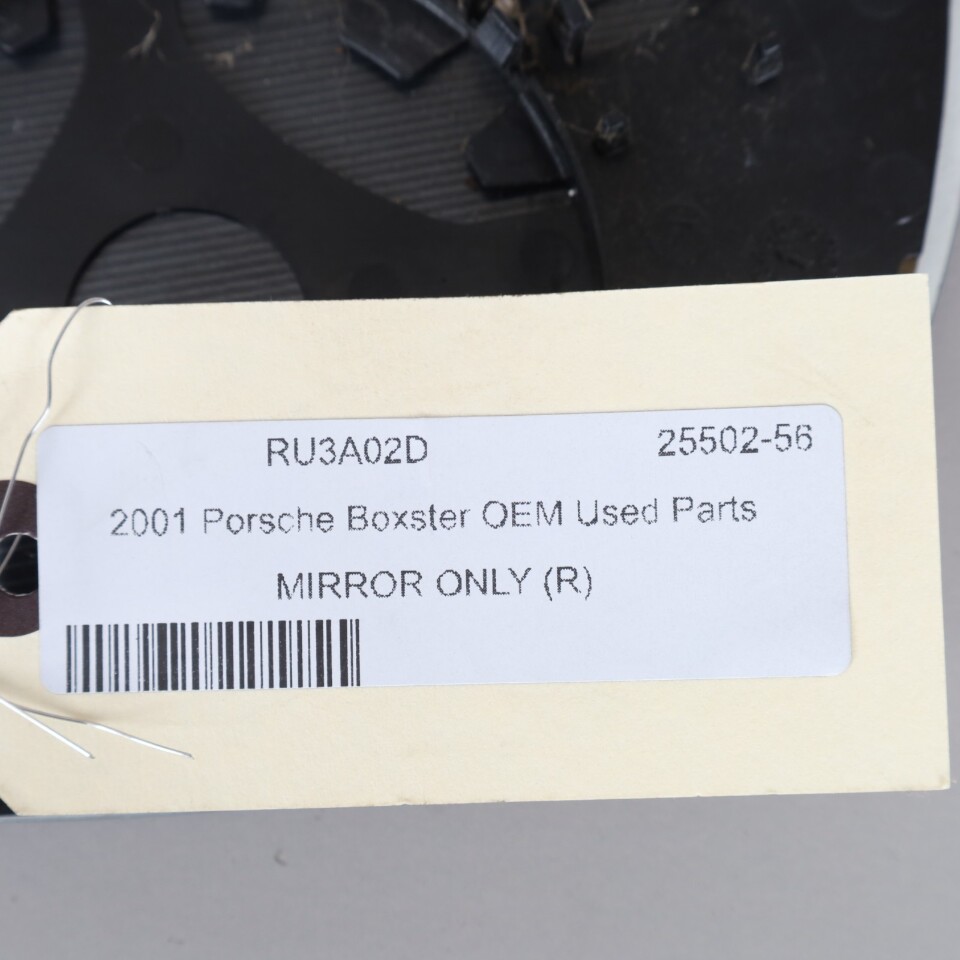 RU3A02D 25502-56
2001 Porsche Boxster OEM Used Parts
MIRROR ONLY (R)